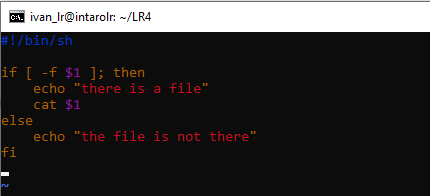 ivan_lr@intarolr: ~/LR4
#!/bin/sh
if [ -f $1 ]; then
    echo "there is a file"
    cat $1
else
    echo "the file is not there"
fi
~